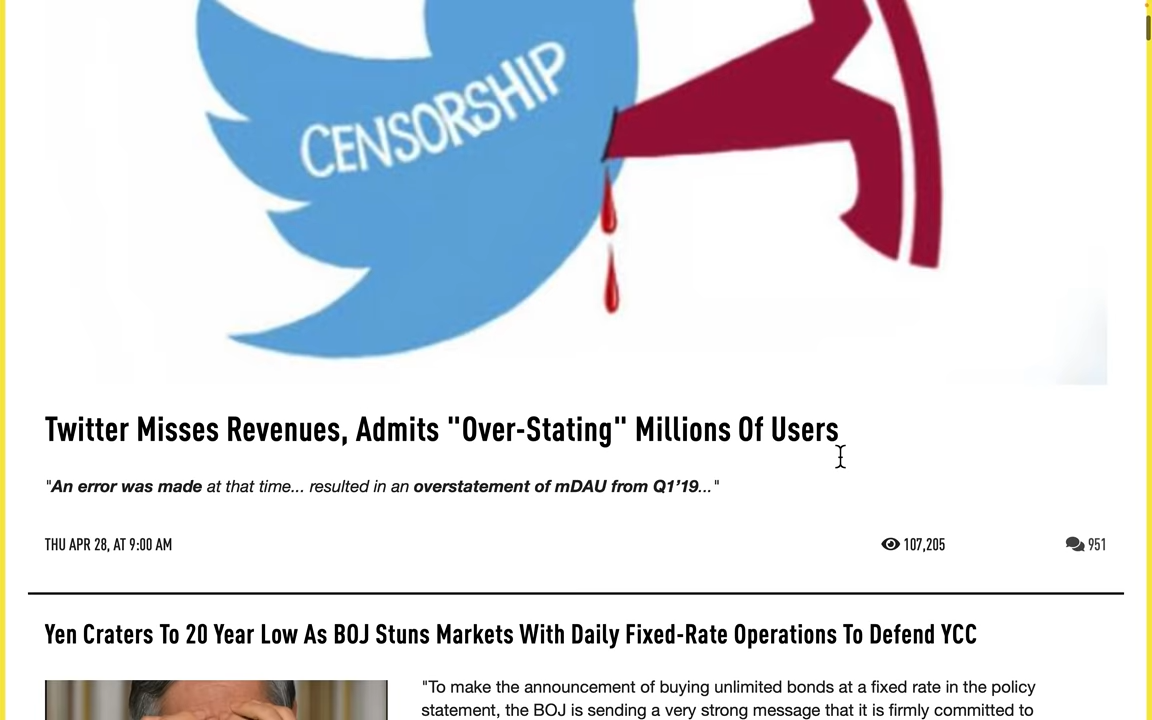 CENSORSHIP
Twitter Misses Revenues, Admits "Over-Stating" Millions Of Users
"An error was made at that time... resulted in an overstatement of mDAU from Q1’19..."
THU APR 28, AT 9:00 AM
107,205
951
Yen Craters To 20 Year Low As BOJ Stuns Markets With Daily Fixed-Rate Operations To Defend YCC
"To make the announcement of buying unlimited bonds at a fixed rate in the policy
statement, the BOJ is sending a very strong message that it is firmly committed to